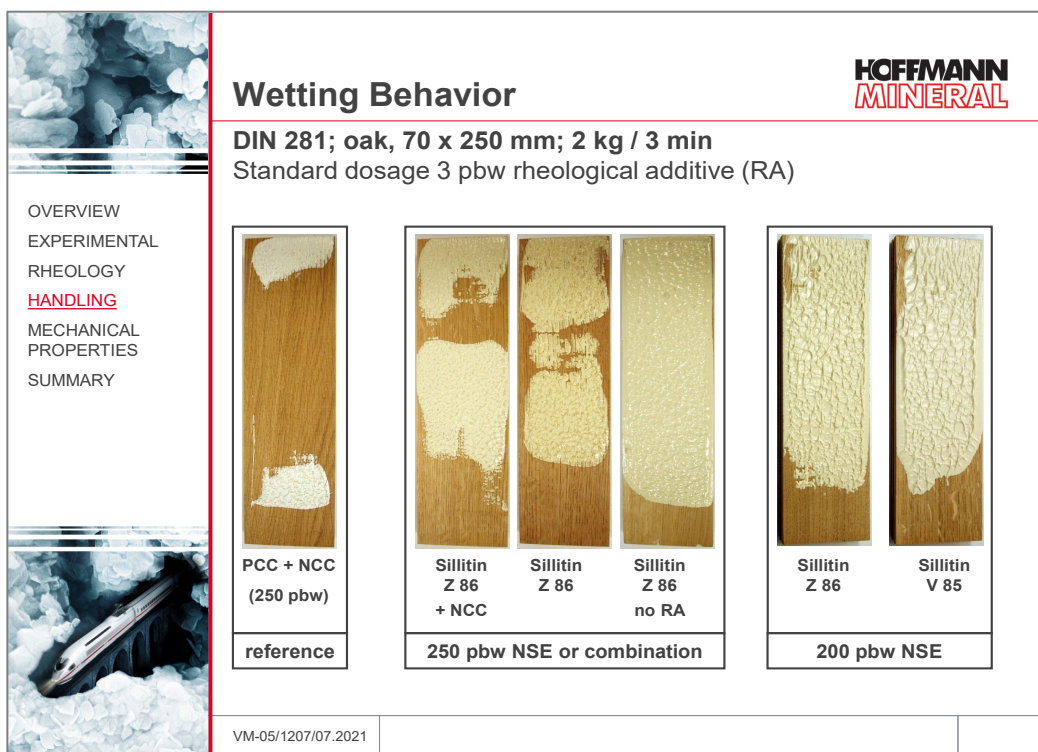 HOFFMANN
MINERAL
Wetting Behavior
DIN 281; oak, 70 x 250 mm; 2 kg / 3 min
Standard dosage 3 pbw rheological additive (RA)
OVERVIEW
EXPERIMENTAL
RHEOLOGY
HANDLING
MECHANICAL
PROPERTIES
SUMMARY
PCC + NCC
(250 pbw)
reference
Sillitin
Z 86
+ NCC
Sillitin
Z 86
Sillitin
Z 86
no RA
250 pbw NSE or combination
Sillitin
Z 86
Sillitin
V 85
200 pbw NSE
VM-05/1207/07.2021